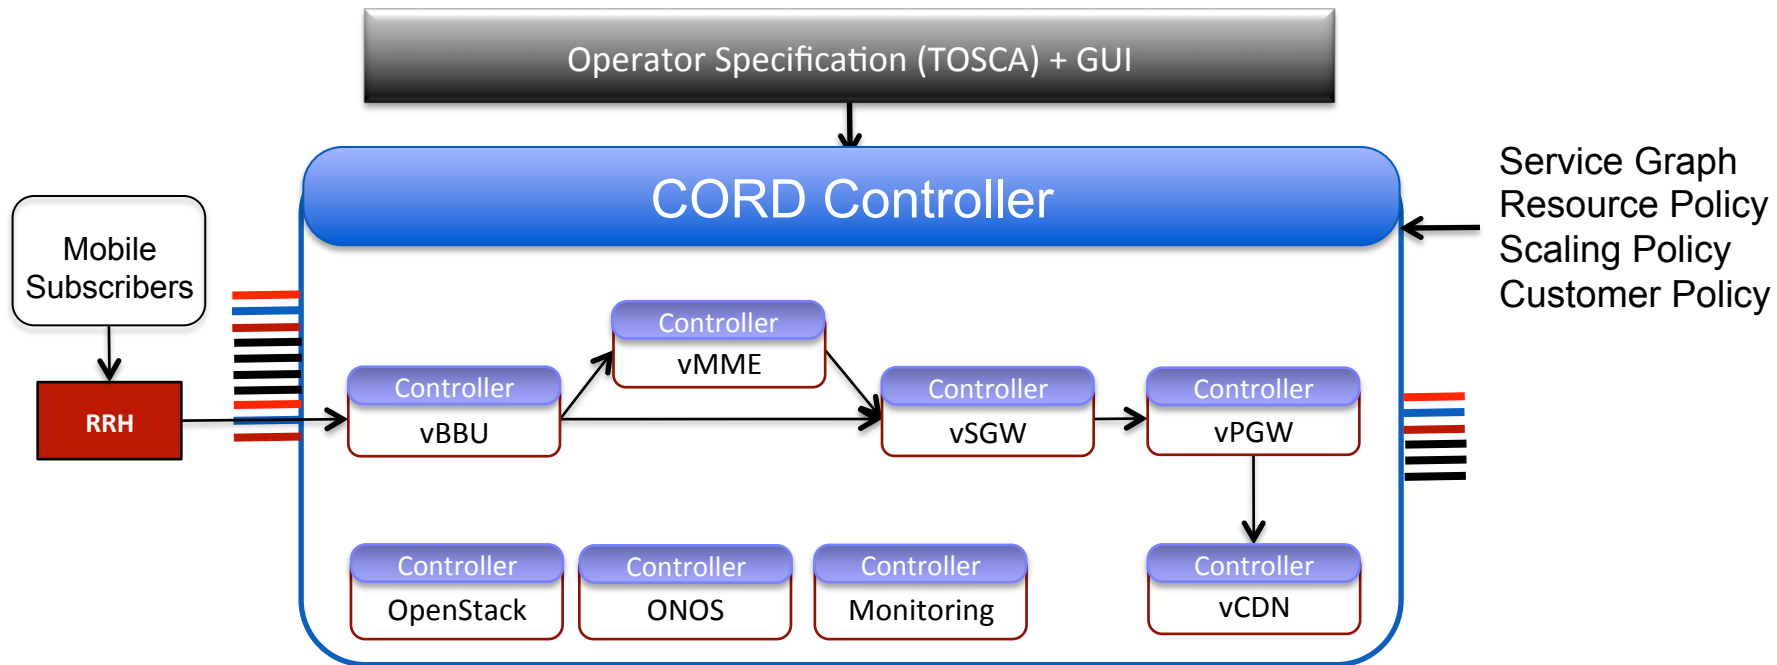 Operator Specification (TOSCA) + GUI
CORD Controller
Service Graph
Resource Policy
Scaling Policy
Customer Policy
Mobile
Subscribers
RRH
Controller
vMME
Controller
vBBU
Controller
vSGW
Controller
vPGW
Controller
OpenStack
Controller
ONOS
Controller
Monitoring
Controller
vCDN